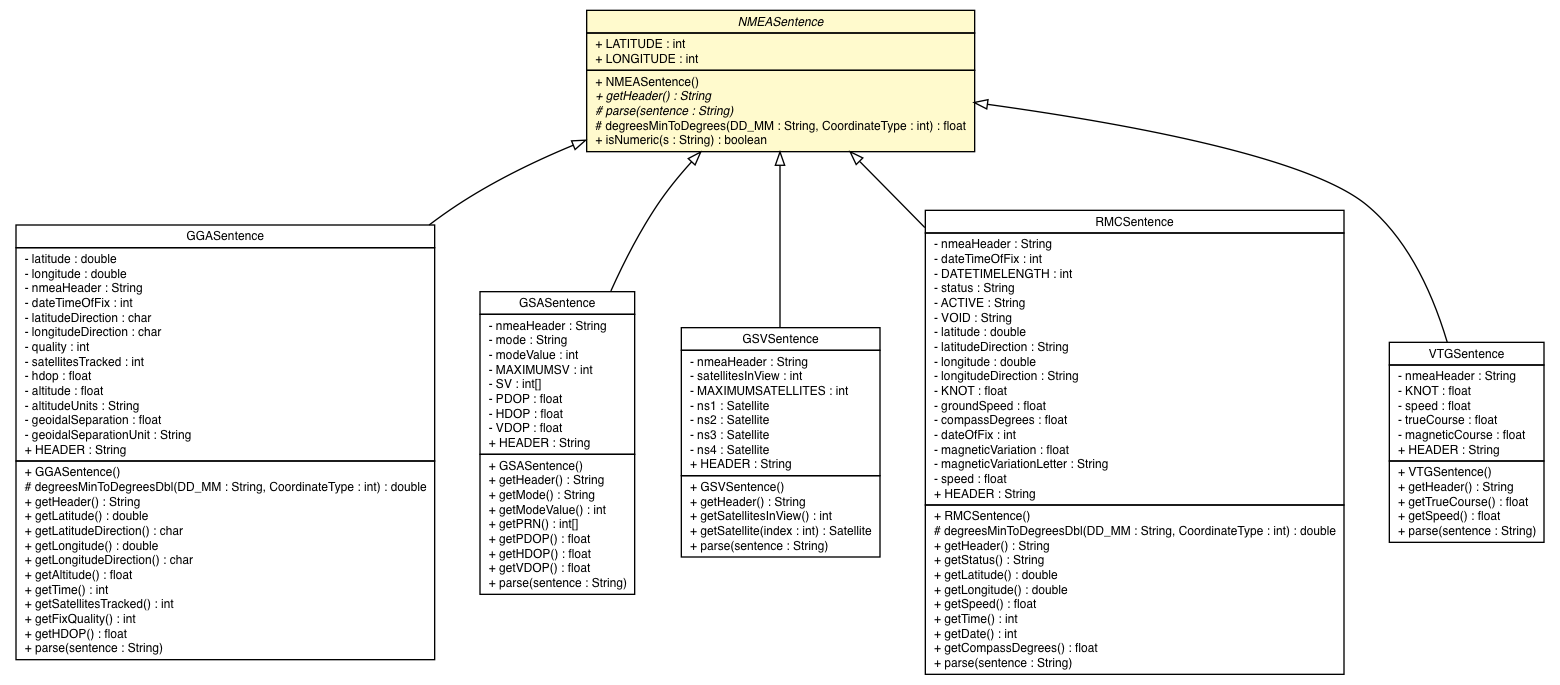 NMEASentence
+ LATITUDE : int
+ LONGITUDE : int
+ NMEASentence()
+ getHeader() : String
# parse(sentence : String)
# degreesMinToDegrees(DD_MM : String, CoordinateType : int) : float
+ isNumeric(s : String) : boolean
GGASentence
- latitude : double
- longitude : double
- nmeaHeader : String
- dateTimeOfFix : int
- latitudeDirection : char
- longitudeDirection : char
- quality : int
- satellitesTracked : int
- hdop : float
- altitude : float
- altitudeUnits : String
- geoidalSeparation : float
- geoidalSeparationUnit : String
+ HEADER : String
+ GGASentence()
# degreesMinToDegreesDbl(DD_MM : String, CoordinateType : int) : double
+ getHeader() : String
+ getLatitude() : double
+ getLatitudeDirection() : char
+ getLongitude() : double
+ getLongitudeDirection() : char
+ getAltitude() : float
+ getTime() : int
+ getSatellitesTracked() : int
+ getFixQuality() : int
+ getHDOP() : float
+ parse(sentence : String)
GSASentence
- nmeaHeader : String
- mode : String
- modeValue : int
- MAXIMUMSV : int
- SV : int[]
- PDOP : float
- HDOP : float
- VDOP : float
+ HEADER : String
+ GSASentence()
+ getHeader() : String
+ getMode() : String
+ getModeValue() : int
+ getPRN() : int[]
+ getPDOP() : float
+ getHDOP() : float
+ getVDOP() : float
+ parse(sentence : String)
GSVSentence
- nmeaHeader : String
- satellitesInView : int
- MAXIMUMSATELLITES : int
- ns1 : Satellite
- ns2 : Satellite
- ns3 : Satellite
- ns4 : Satellite
+ HEADER : String
+ GSVSentence()
+ getHeader() : String
+ getSatellitesInView() : int
+ getSatellite(index : int) : Satellite
+ parse(sentence : String)
RMCSentence
- nmeaHeader : String
- dateTimeOfFix : int
- DATETIMELENGTH : int
- status : String
- ACTIVE : String
- VOID : String
- latitude : double
- latitudeDirection : String
- longitude : double
- longitudeDirection : String
- KNOT : float
- groundSpeed : float
- compassDegrees : float
- dateOfFix : int
- magneticVariation : float
- magneticVariationLetter : String
- speed : float
+ HEADER : String
+ RMCSentence()
# degreesMinToDegreesDbl(DD_MM : String, CoordinateType : int) : double
+ getHeader() : String
+ getStatus() : String
+ getLatitude() : double
+ getLongitude() : double
+ getSpeed() : float
+ getTime() : int
+ getDate() : int
+ getCompassDegrees() : float
+ parse(sentence : String)
VTGSentence
- nmeaHeader : String
- KNOT : float
- speed : float
- trueCourse : float
- magneticCourse : float
+ HEADER : String
+ VTGSentence()
+ getHeader() : String
+ getTrueCourse() : float
+ getSpeed() : float
+ parse(sentence : String)